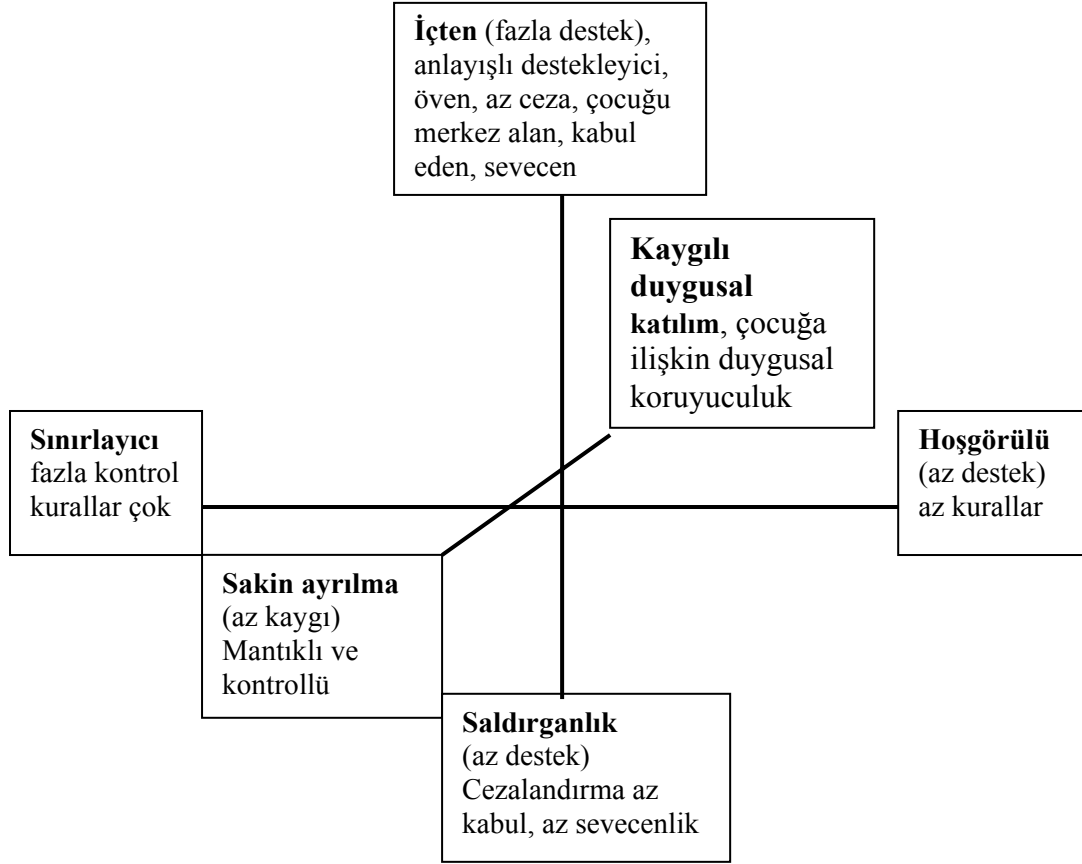 İçten (fazla destek),
anlayışlı destekleyici,
öven, az ceza, çocuğu
merkez alan, kabul
eden, sevecen
Kaygılı
duygusal
katılım, çocuğa
ilişkin duygusal
koruyuculuk
Sınırlayıcı
fazla kontrol
kurallar çok
Hoşgörülü
(az destek)
az kurallar
Sakin ayrılma
(az kaygı)
Mantıklı ve
kontrollü
Saldırganlık
(az destek)
Cezalandırma az
kabul, az sevecenlik